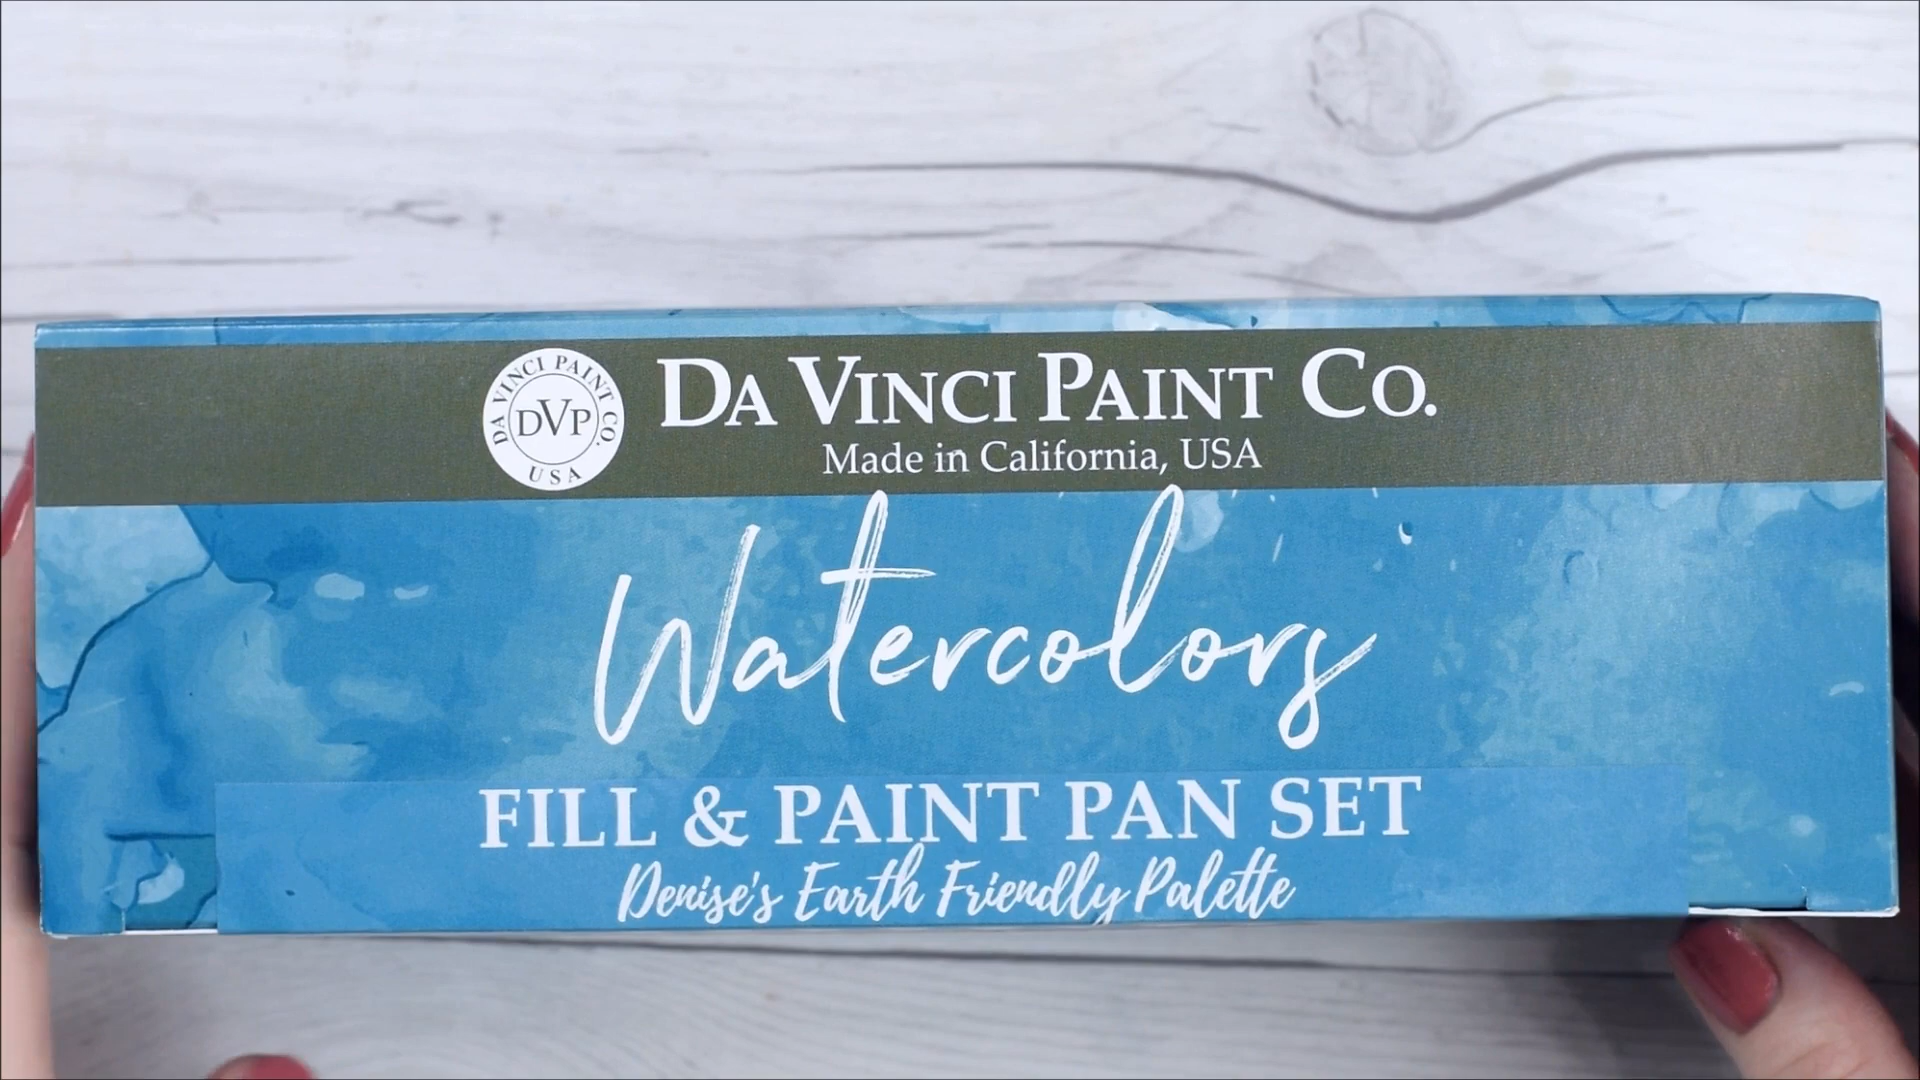 DA VINCI PAINT CO.
USA
DVP
DA VINCI PAINT CO.
Made in California, USA
Watercolors
FILL & PAINT PAN SET
Denise's Earth Friendly Palette